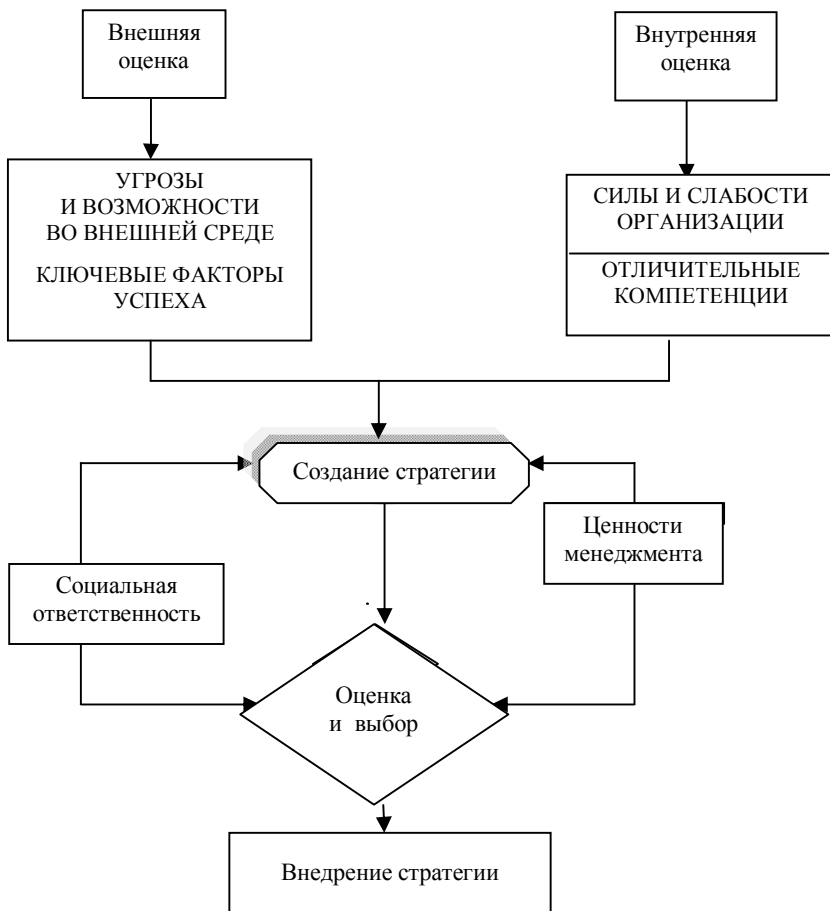 Внешняя
оценка
Внутренняя
оценка
УГРОЗЫ
И ВОЗМОЖНОСТИ
ВО ВНЕШНЕЙ СРЕДЕ
КЛЮЧЕВЫЕ ФАКТОРЫ
УСПЕХА
СИЛЫ И СЛАБОСТИ
ОРГАНИЗАЦИИ
ОТЛИЧИТЕЛЬНЫЕ
КОМПЕТЕНЦИИ
Создание стратегии
Ценности
менеджмента
Социальная
ответственность
Оценка
и выбор
Внедрение стратегии